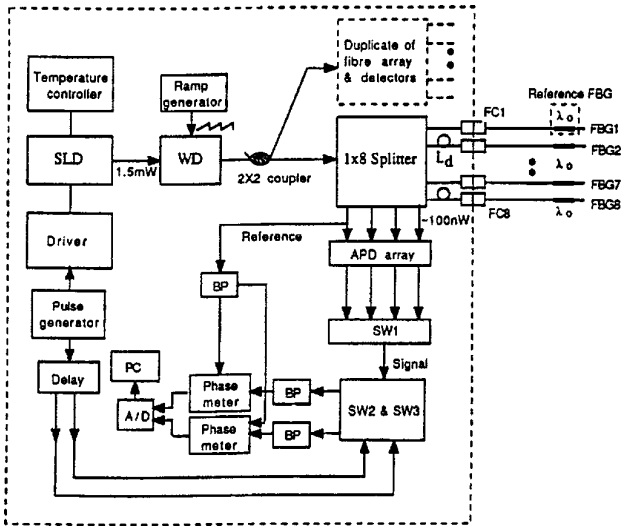 Temperature
controller
Ramp
generator
Duplicate of
fibre array
& detectors
SLD
1.5mW
WD
2X2 coupler
1x8 Splitter
FC1
Reference FBG
λo
FBG1
Ld
FBG2
λo
FBG7
FBG8
λo
FC8
~100nW
Driver
Reference
APD array
BP
Pulse
generator
SW1
Signal
Delay
PC
A/D
Phase
meter
BP
Phase
meter
BP
SW2 & SW3